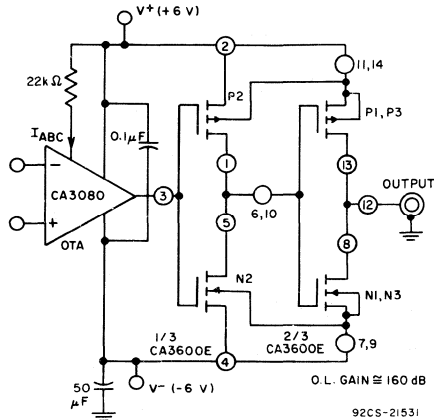 V+ (+6 V)
2
22kΩ
P2
11,14
P1, P3
IABC
0.1µF
1
13
−
CA3080
3
6,10
12
OUTPUT
+
OTA
5
8
N2
N1, N3
1/3
CA3600E
2/3
CA3600E
4
7,9
50
µF
V− (-6 V)
O.L. GAIN ≅ 160 dB
92CS-21531